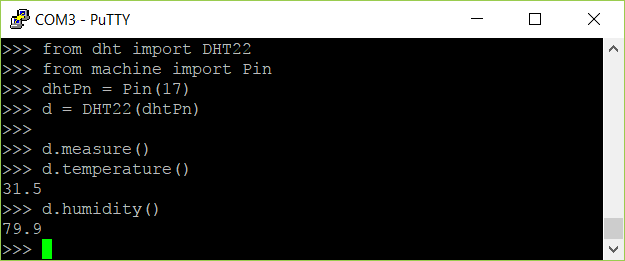 COM3 - PuTTY
>>> from dht import DHT22
>>> from machine import Pin
>>> dhtPn = Pin(17)
>>> d = DHT22(dhtPn)
>>>
>>> d.measure()
>>> d.temperature()
31.5
>>> d.humidity()
79.9
>>>